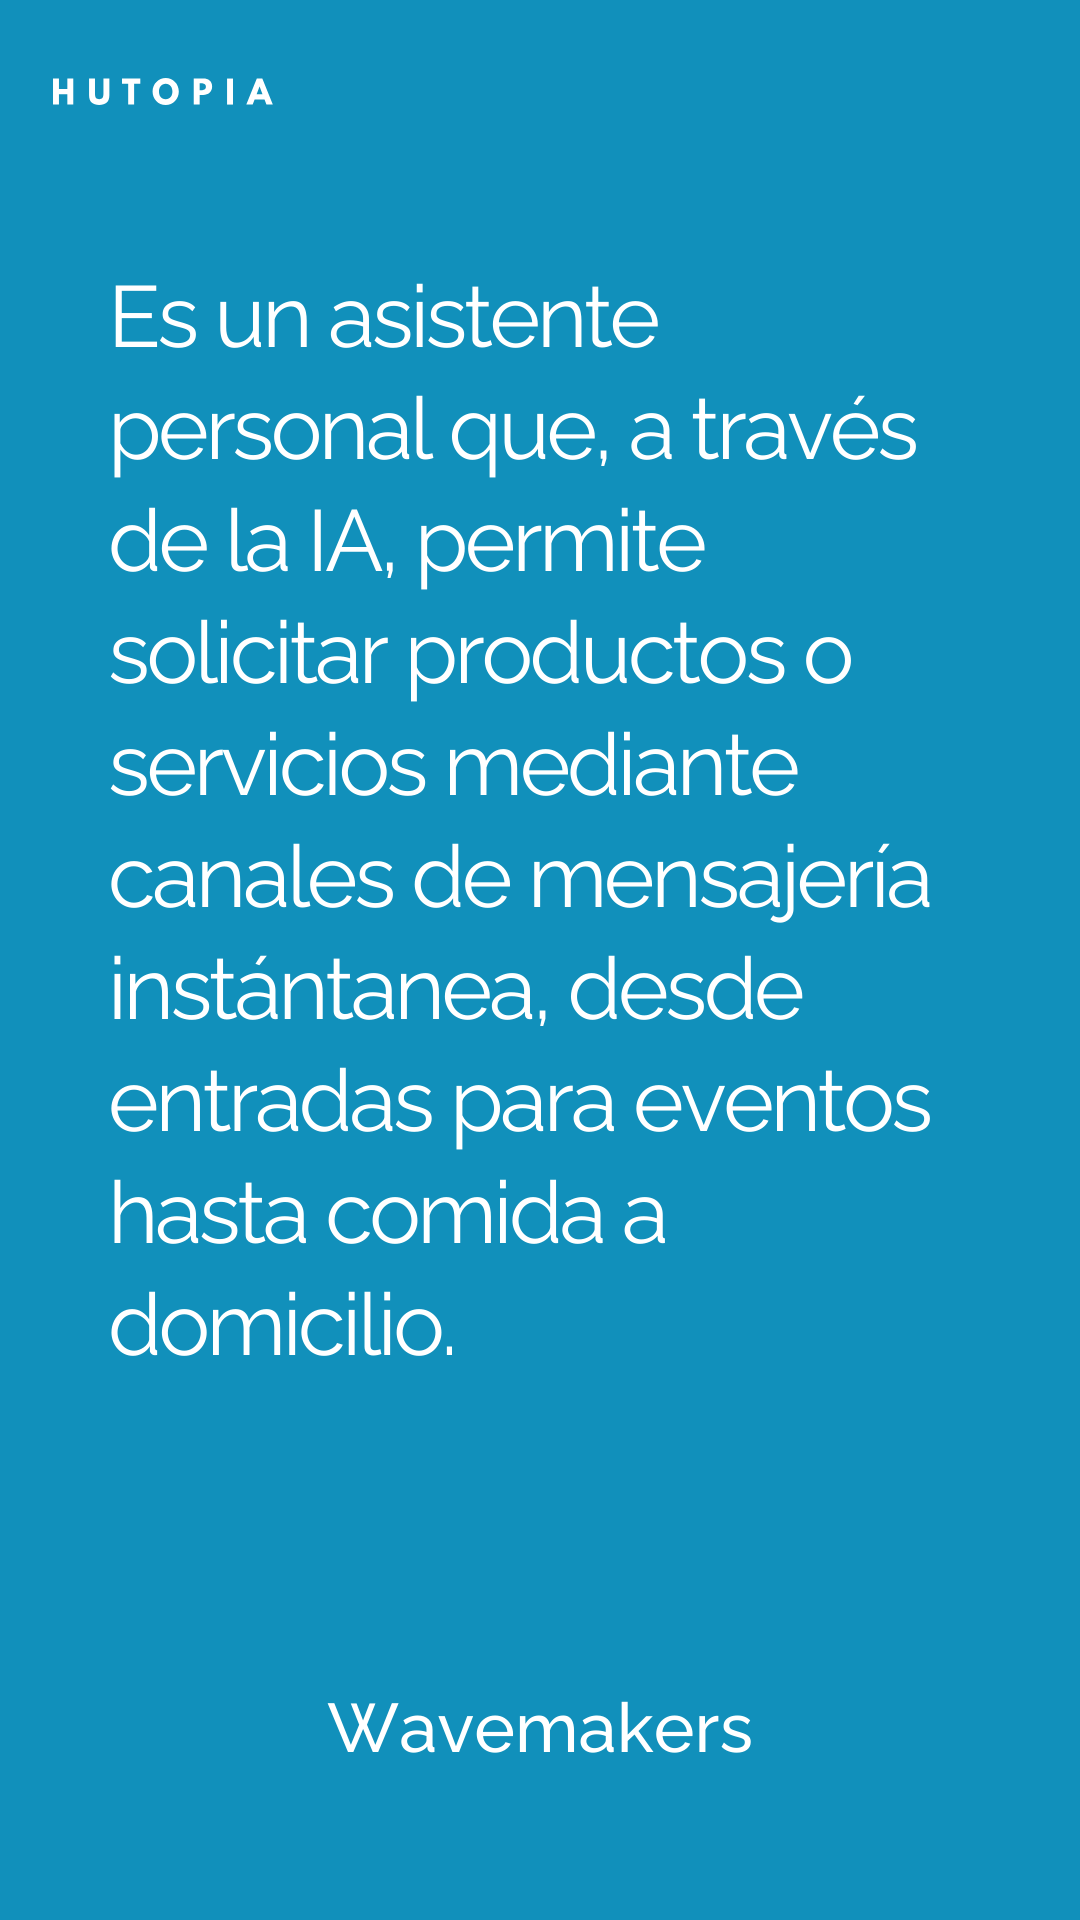 HUTOPIA
Es un asistente
personal que, a través
de la IA, permite
solicitar productos o
servicios mediante
canales de mensajería
instántanea, desde
entradas para eventos
hasta comida a
domicilio.
Wavemakers